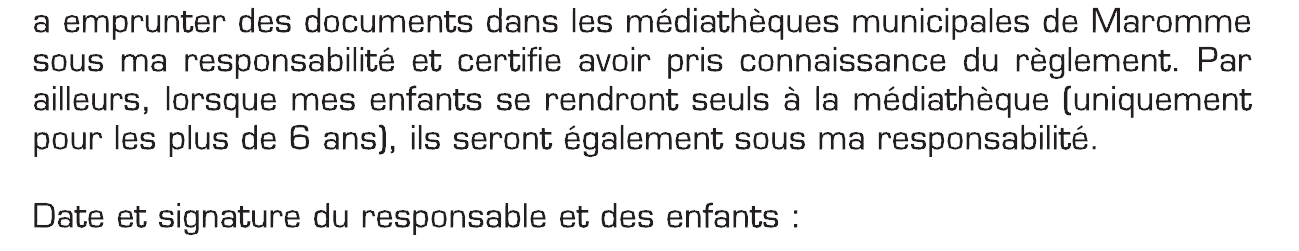 a emprunter des documents dans les médiathèques municipales de Maromme
sous ma responsabilité et certifie avoir pris connaissance du règlement. Par
ailleurs, lorsque mes enfants se rendront seuls à la médiathèque (uniquement
pour les plus de 6 ans), ils seront également sous ma responsabilité.
Date et signature du responsable et des enfants :